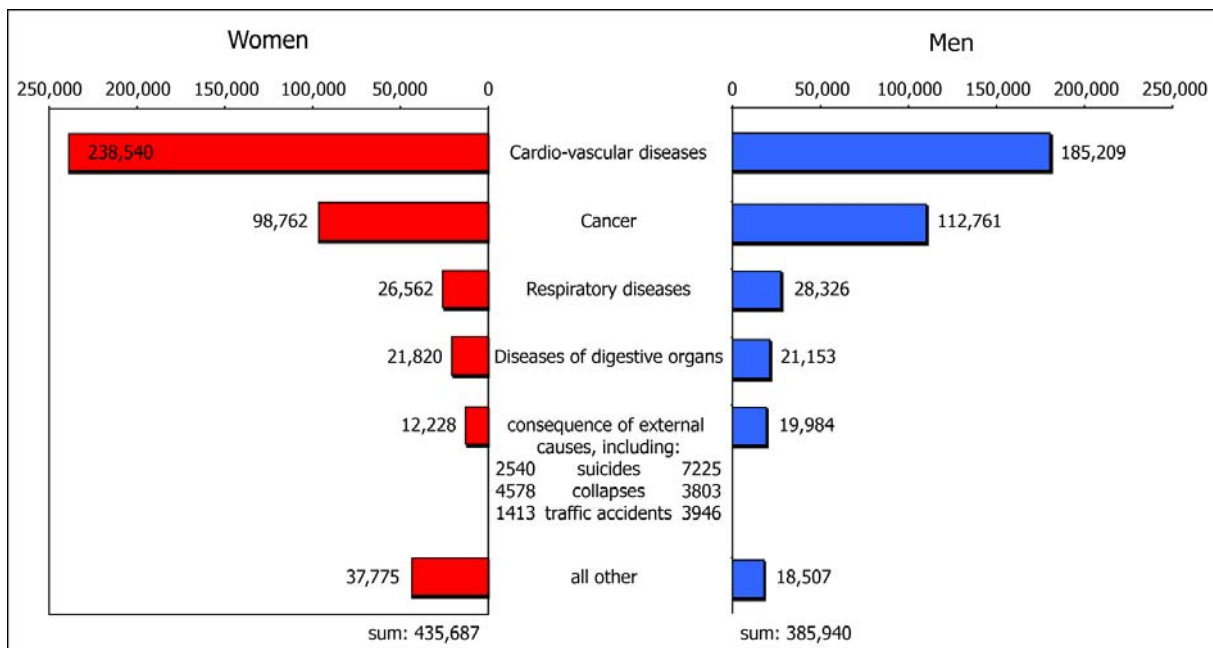 Women Men
250,000 200,000 150,000 100,000 50,000 0 0 50,000 100,000 150,000 200,000 250,000
238,540 Cardio-vascular diseases 185,209
98,762 Cancer 112,761
26,562 Respiratory diseases 28,326
21,820 Diseases of digestive organs 21,153
12,228 consequence of external 19,984
causes, including:
2540 suicides 7225
4578 collapses 3803
1413 traffic accidents 3946
37,775 all other 18,507
sum: 435,687 sum: 385,940